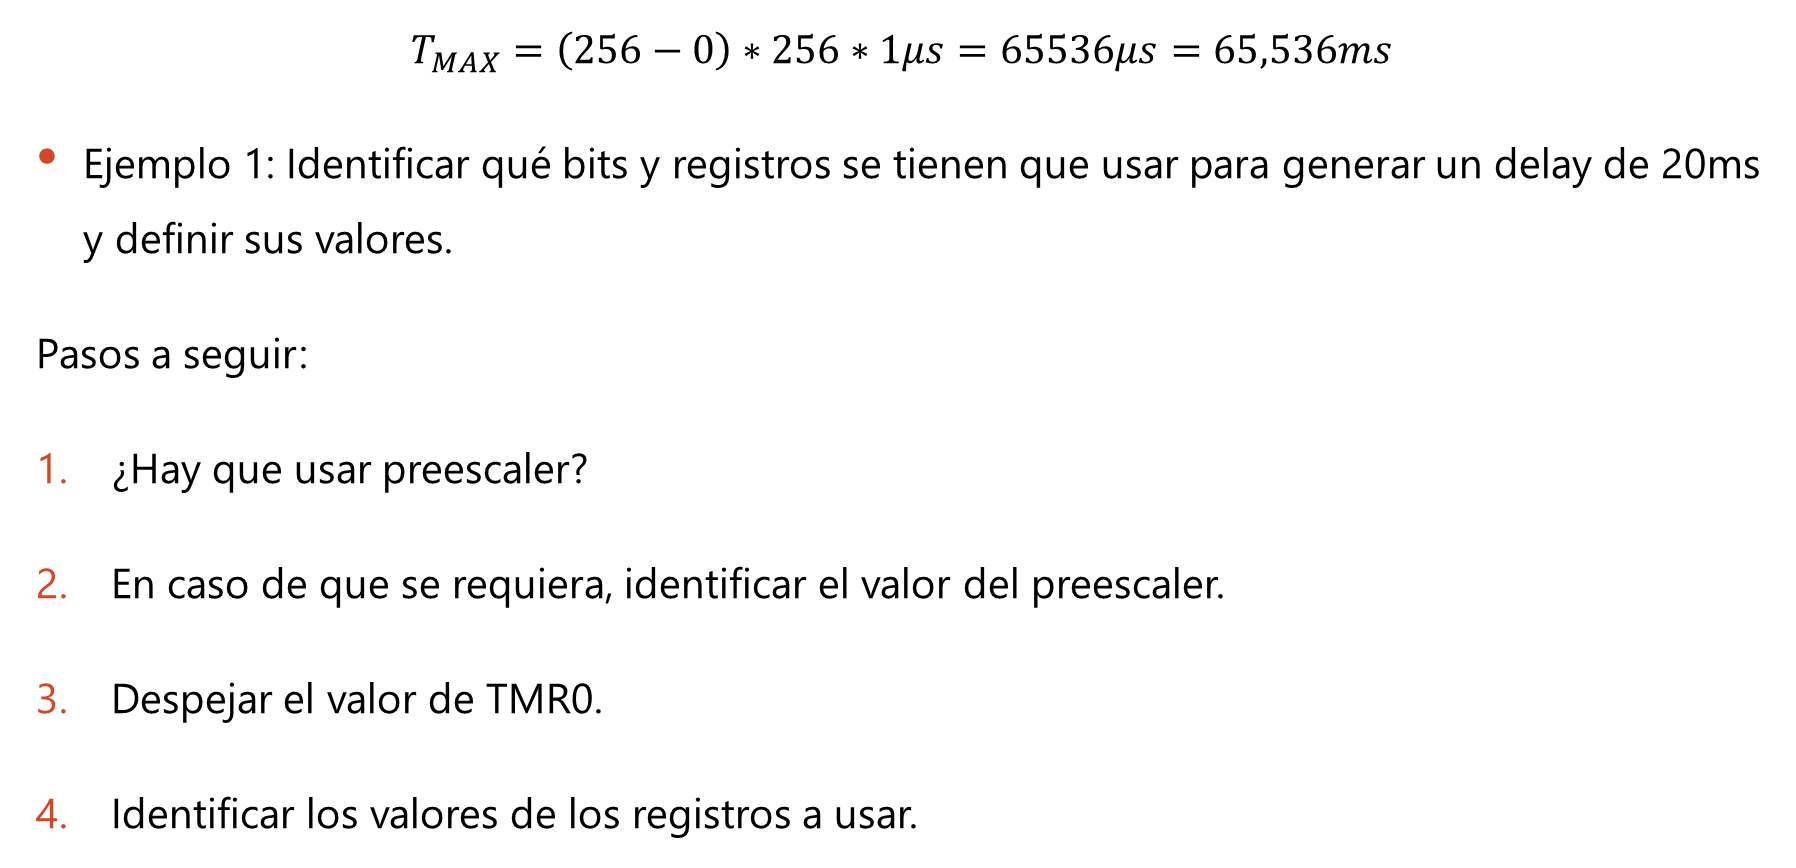 T_MAX = (256 − 0) ∗ 256 ∗ 1μs = 65536μs = 65,536ms
• Ejemplo 1: Identificar qué bits y registros se tienen que usar para generar un delay de 20ms
y definir sus valores.
Pasos a seguir:
1. ¿Hay que usar preescaler?
2. En caso de que se requiera, identificar el valor del preescaler.
3. Despejar el valor de TMR0.
4. Identificar los valores de los registros a usar.